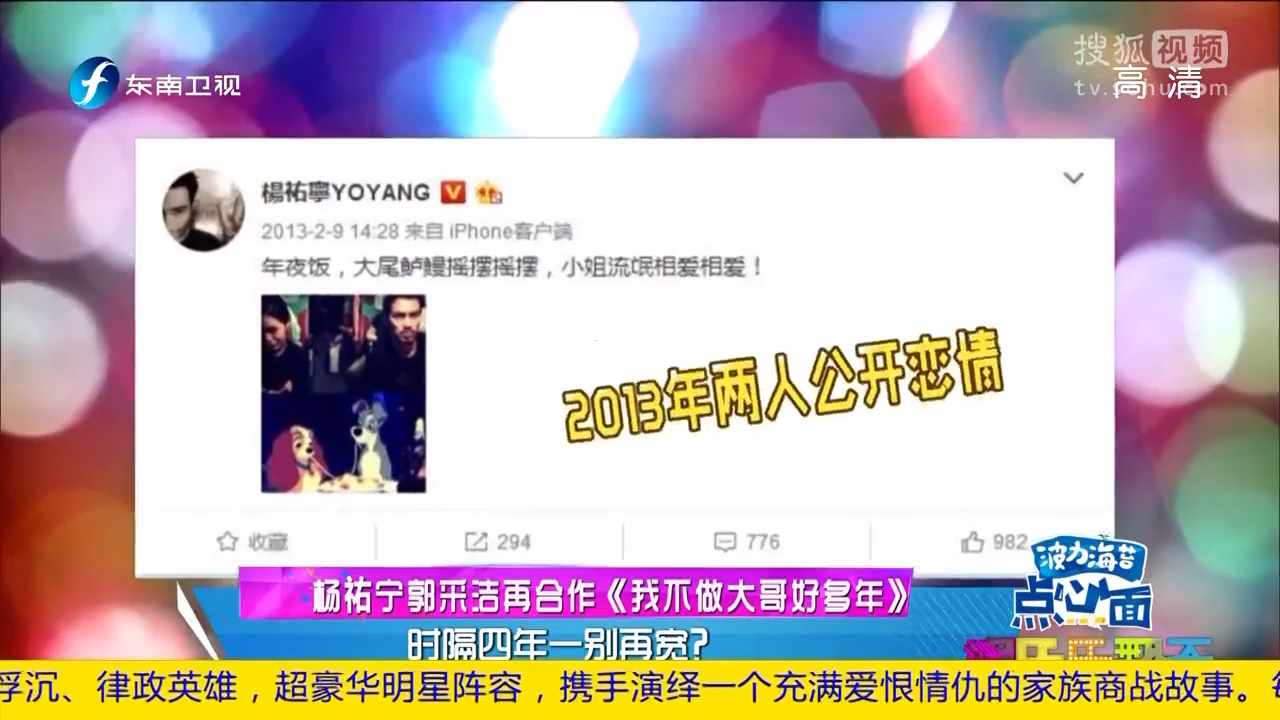 东南卫视
搜狐视频
高清
楊祐寧YOYANG
2013-2-9 14:28 来自 iPhone客户端
年夜饭，大尾鲈鳗摇摆摇摆，小姐流氓相爱相爱！
2013年两人公开恋情
收藏
294
776
982
波力海苔
点心面
杨祐宁郭采洁再合作《我不做大哥好多年》
时隔四年一别再宽？
浮沉、律政英雄，超豪华明星阵容，携手演绎一个充满爱恨情仇的家族商战故事。